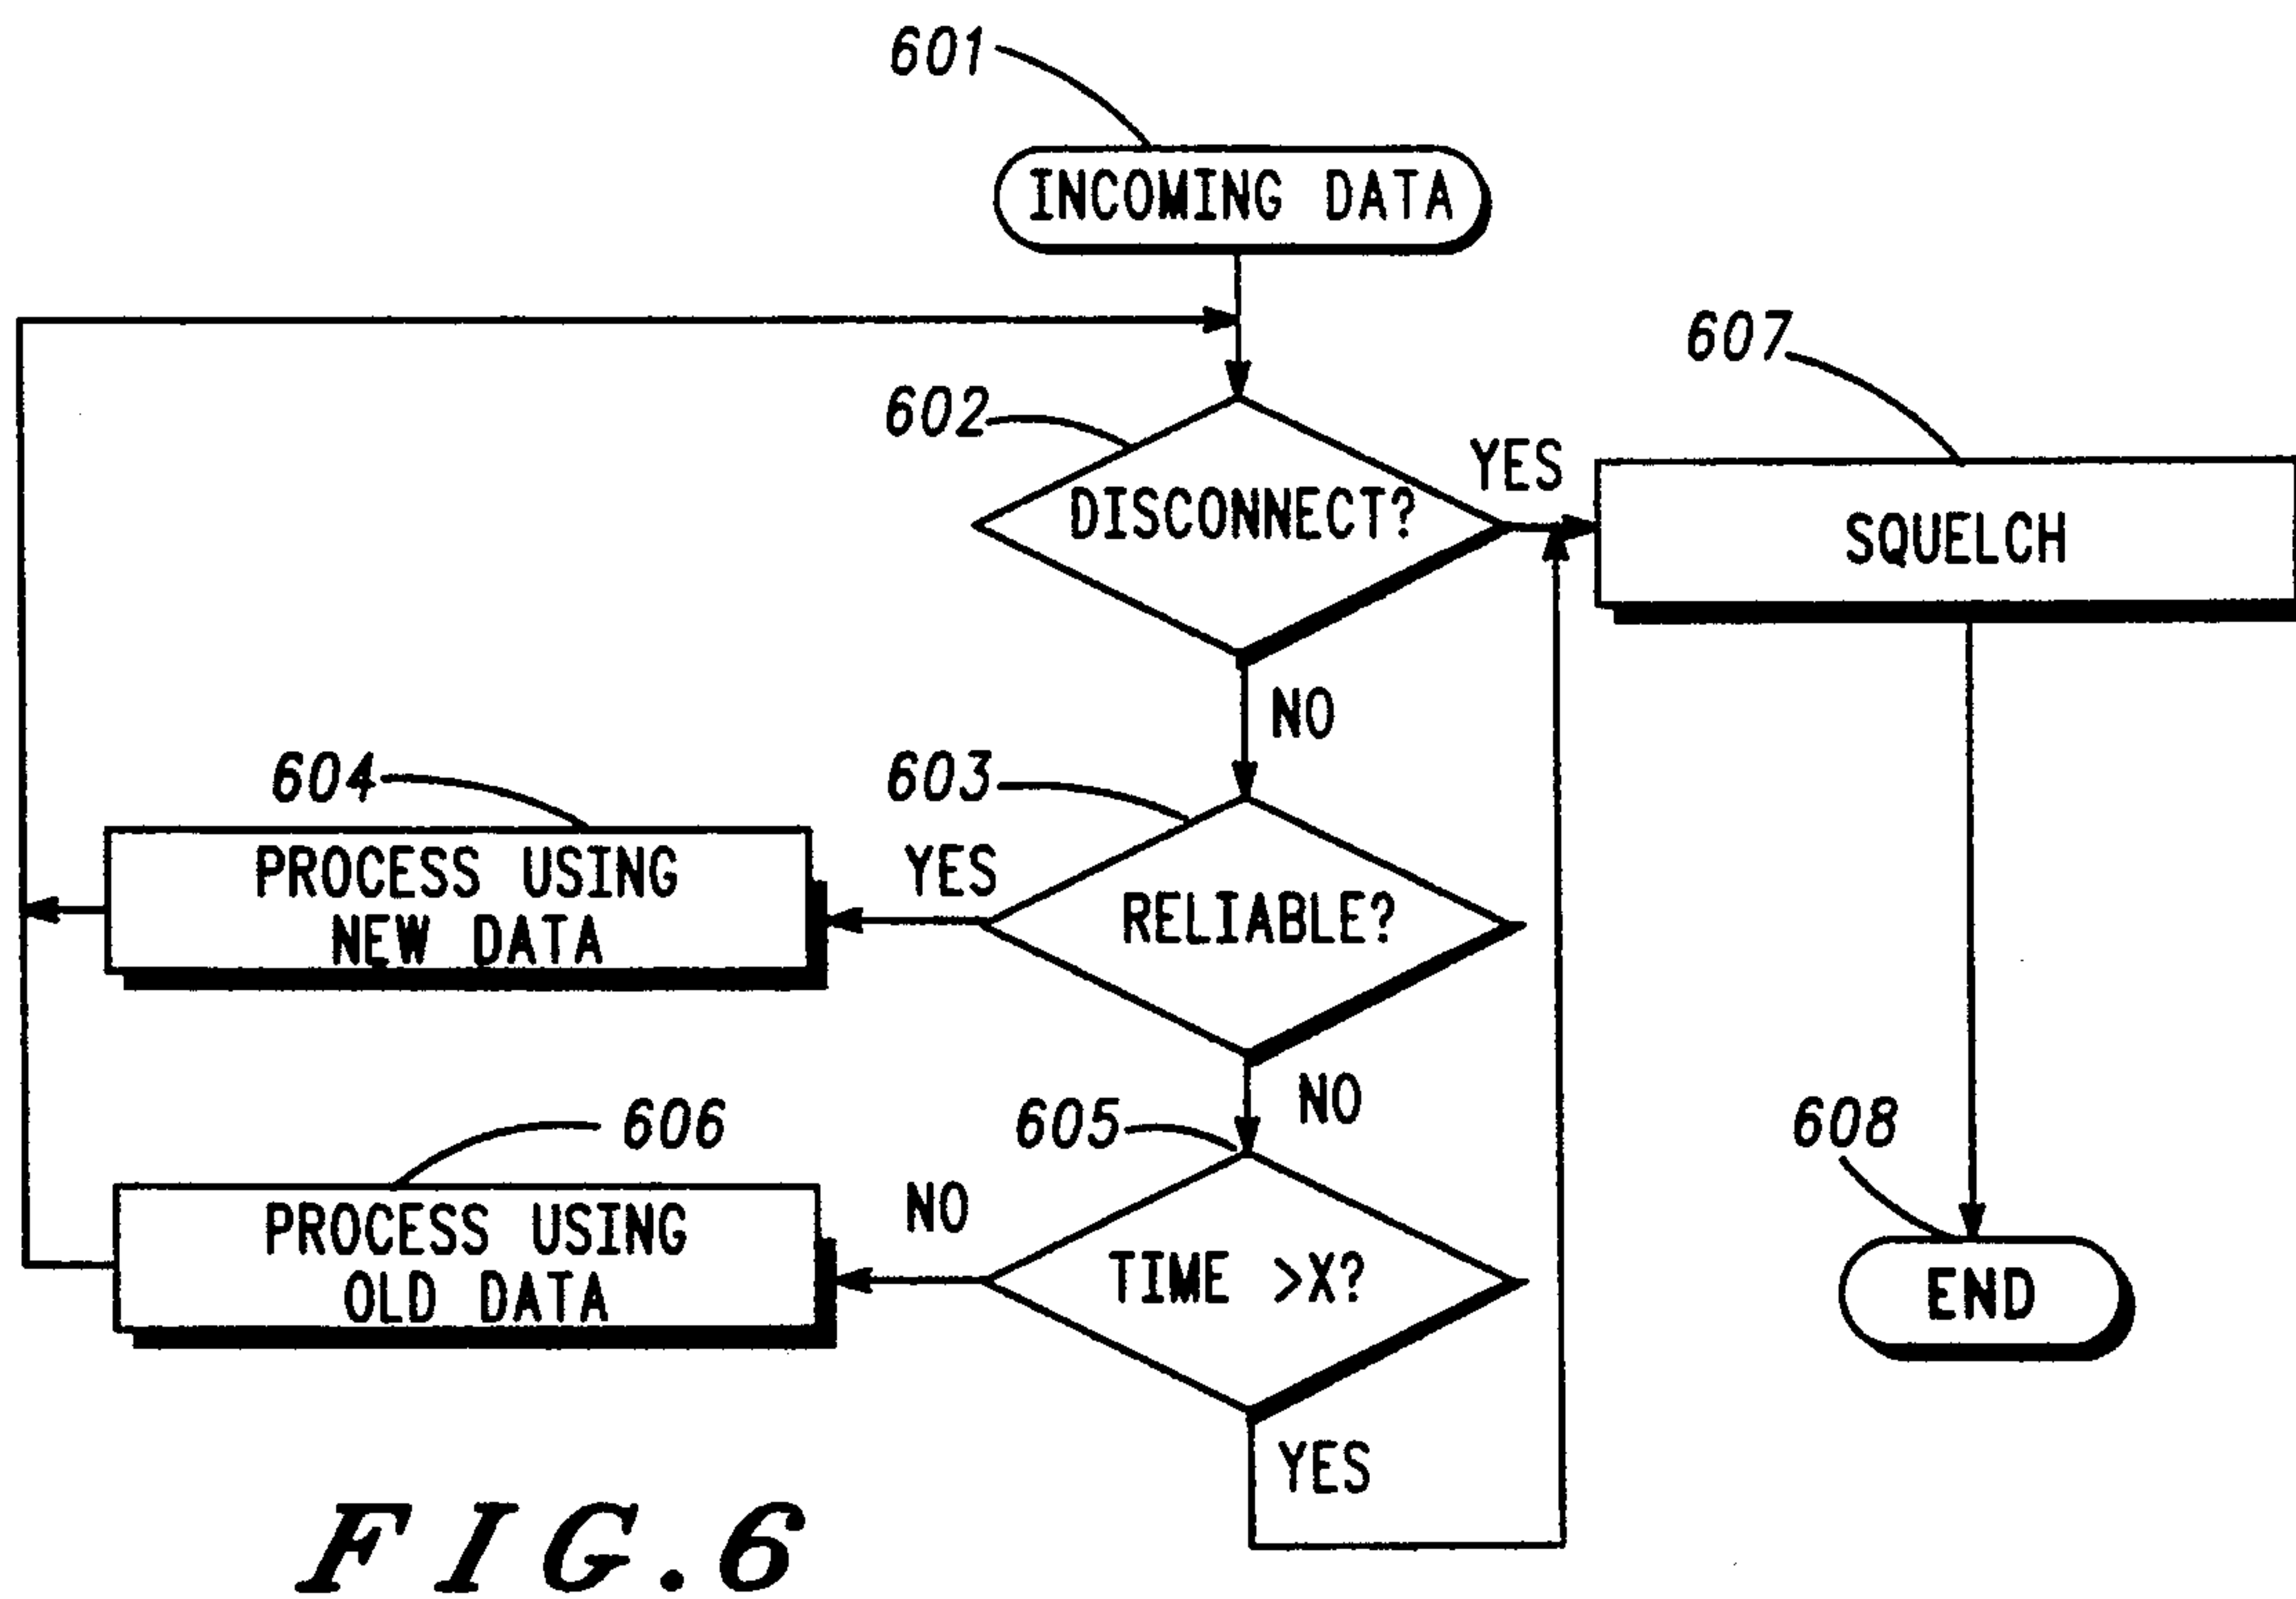 601
INCOMING DATA
607
602
YES
DISCONNECT?
SQUELCH
NO
604
603
PROCESS USING
NEW DATA
YES
RELIABLE?
NO
606
605
608
PROCESS USING
OLD DATA
NO
TIME >X?
END
YES
FIG.6